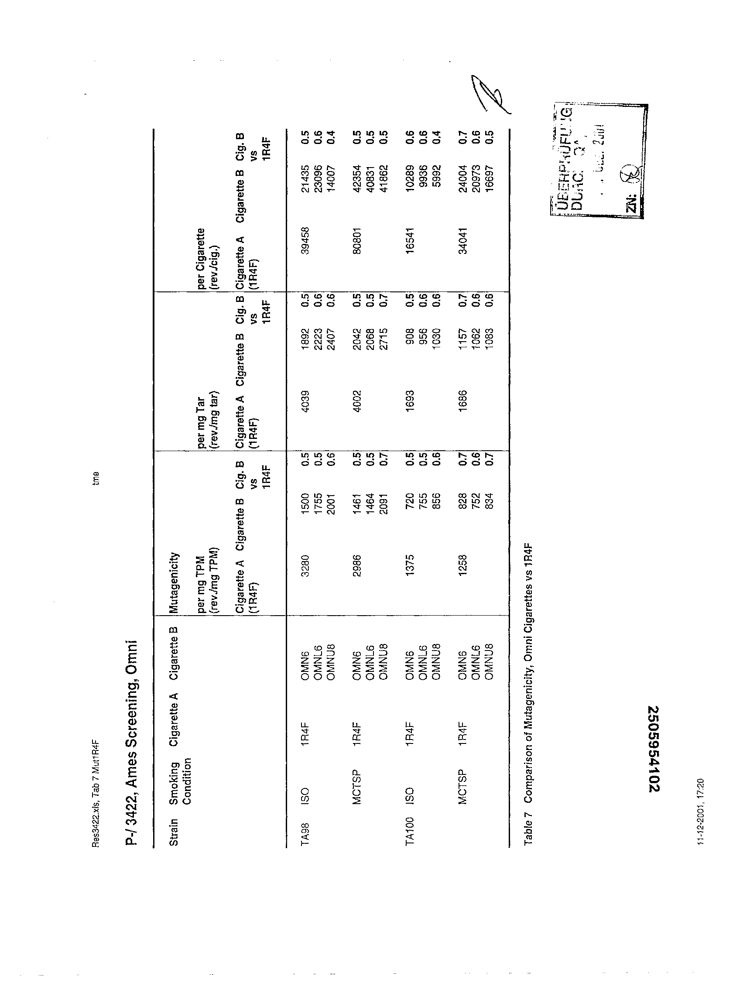 Res3422.xls, Tab 7 Mut1R4F
tme
P-/ 3422, Ames Screening, Omni
Strain Smoking Condition Cigarette A Cigarette B Mutagenicity
per mg TPM (rev./mg TPM) per mg Tar (rev./mg tar) per Cigarette (rev./cig.)
Cigarette A (1R4F) Cigarette B Cig. B vs 1R4F Cigarette A (1R4F) Cigarette B Cig. B vs 1R4F Cigarette A (1R4F) Cigarette B Cig. B vs 1R4F
TA98 ISO 1R4F OMN6 3280 1500 0.5 4039 1892 0.5 39458 21435 0.5
OMNL6 1755 0.5 2223 0.6 23096 0.6
OMNU8 2001 0.6 2407 0.6 14007 0.4
MCTSP 1R4F OMN6 2986 1461 0.5 4002 2042 0.5 80801 42354 0.5
OMNL6 1464 0.5 2068 0.5 40831 0.5
OMNU8 2091 0.7 2715 0.7 41862 0.5
TA100 ISO 1R4F OMN6 1375 720 0.5 1693 908 0.5 16541 10289 0.6
OMNL6 755 0.5 956 0.6 9936 0.6
OMNU8 856 0.6 1030 0.6 5992 0.4
MCTSP 1R4F OMN6 1258 828 0.7 1686 1157 0.7 34041 24004 0.7
OMNL6 752 0.6 1062 0.6 20973 0.6
OMNU8 834 0.7 1083 0.6 16697 0.5
Table 7 Comparison of Mutagenicity, Omni Cigarettes vs 1R4F
ÜBERPRÜFUNG
2001
ZN:
2505954102
11-12-2001, 17:20